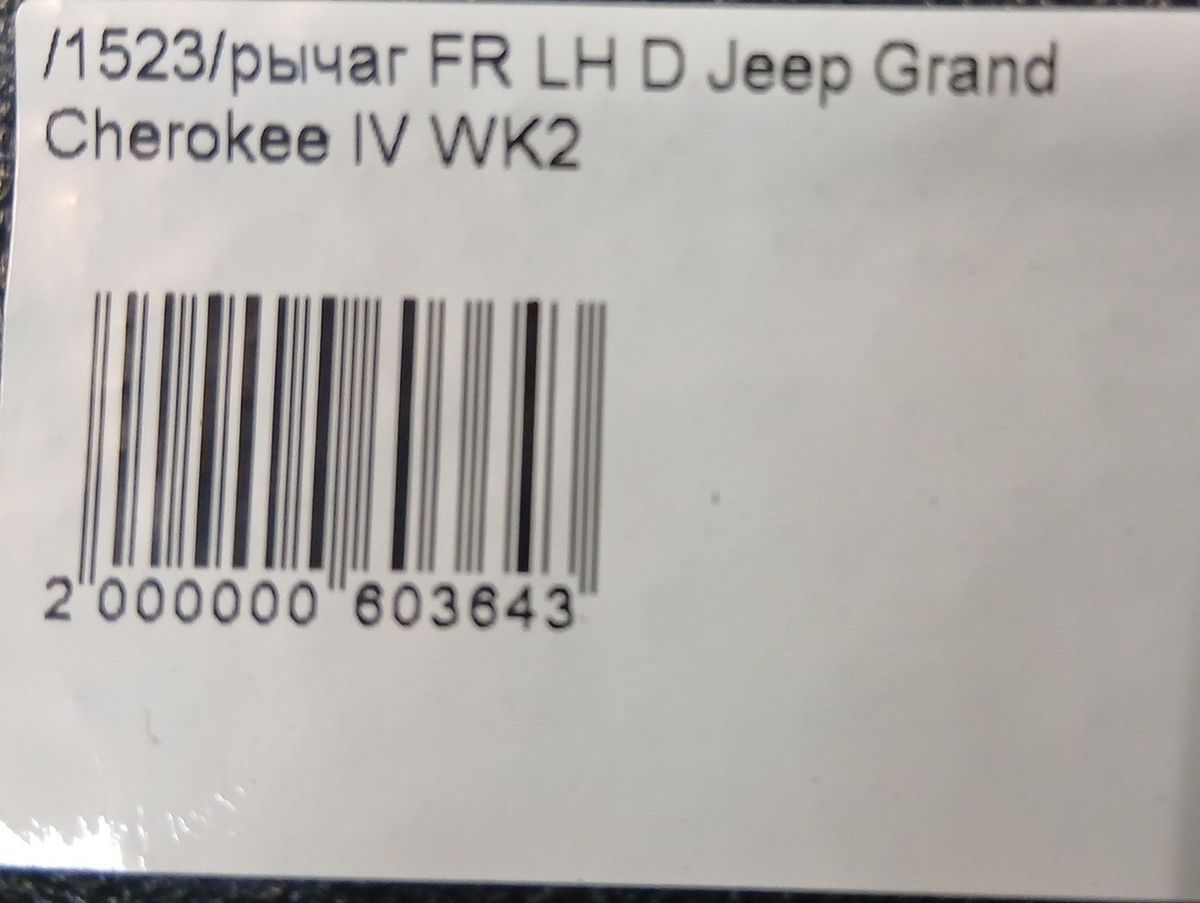 /1523/рычаг FR LH D Jeep Grand
Cherokee IV WK2
2 000000 603643